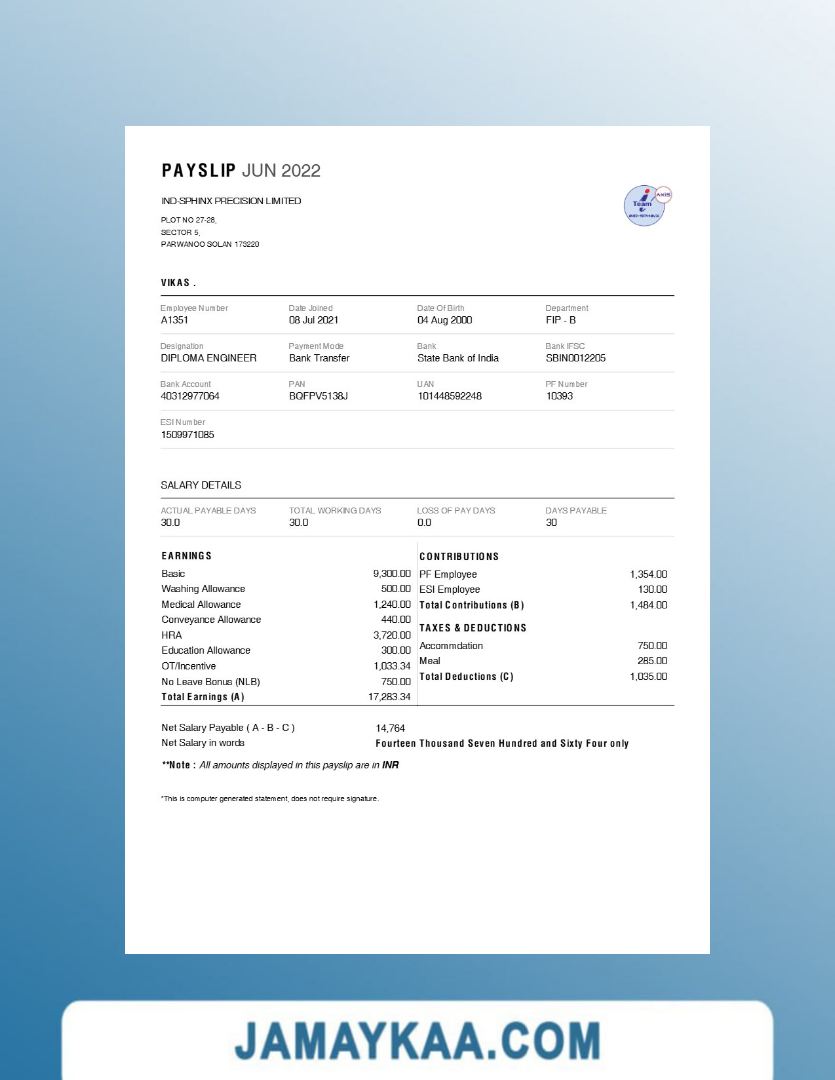 PAYSLIP JUN 2022
IND-SPHINX PRECISION LIMITED
PLOT NO 27-28,
SECTOR 5,
PARWANOO SOLAN 173220
Team
AXIS
IND-SPHINX
VIKAS .
Employee Number Date Joined Date Of Birth Department
A1351 08 Jul 2021 04 Aug 2000 FIP - B
Designation Payment Mode Bank Bank IFSC
DIPLOMA ENGINEER Bank Transfer State Bank of India SBIN0012205
Bank Account PAN UAN PF Number
40312977064 BQFPV5138J 101448592248 10393
ESI Number
1509971085
SALARY DETAILS
ACTUAL PAYABLE DAYS TOTAL WORKING DAYS LOSS OF PAY DAYS DAYS PAYABLE
30.0 30.0 0.0 30
EARNINGS
Basic 9,300.00
Washing Allowance 500.00
Medical Allowance 1,240.00
Conveyance Allowance 440.00
HRA 3,720.00
Education Allowance 300.00
OT/Incentive 1,033.34
No Leave Bonus (NLB) 750.00
Total Earnings (A) 17,283.34
CONTRIBUTIONS
PF Employee 1,354.00
ESI Employee 130.00
Total Contributions (B) 1,484.00
TAXES & DEDUCTIONS
Accommdation 750.00
Meal 285.00
Total Deductions (C) 1,035.00
Net Salary Payable ( A - B - C ) 14,764
Net Salary in words Fourteen Thousand Seven Hundred and Sixty Four only
**Note : All amounts displayed in this payslip are in INR
*This is computer generated statement, does not require signature.
JAMAYKAA.COM